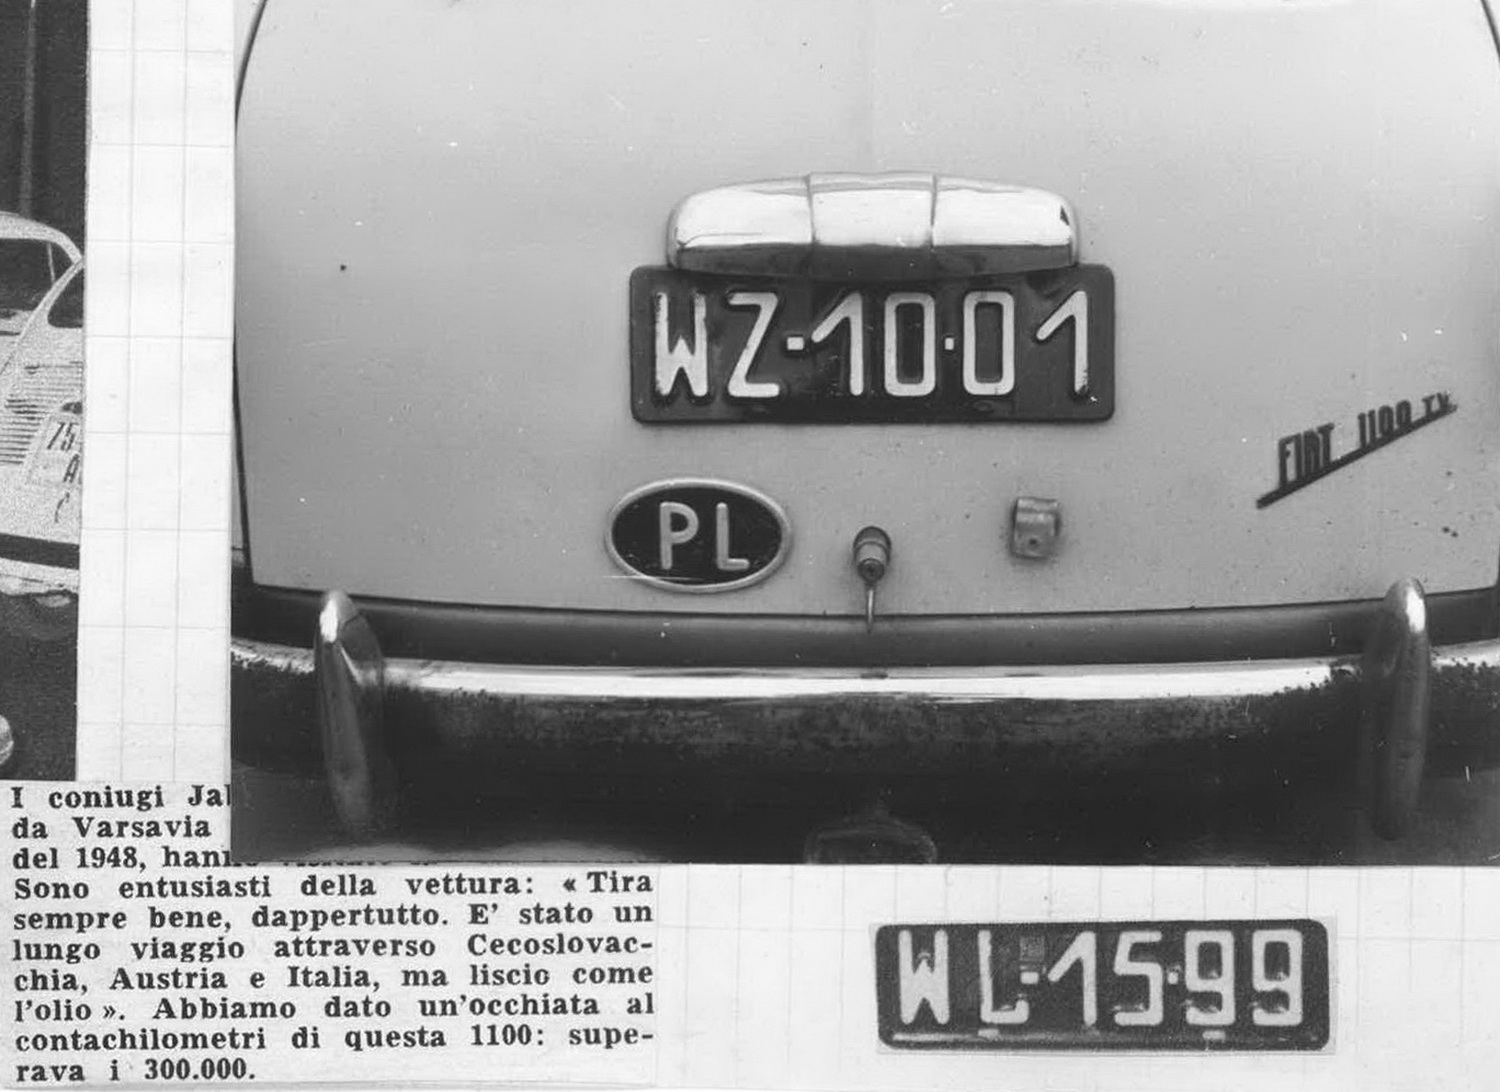 75
A
WZ·10·01
FIAT 1100 TV
PL
I coniugi
da Varsavia
del 1948,
Sono entusiasti della vettura: « Tira
sempre bene, dappertutto. E' stato un
lungo viaggio attraverso Cecoslovac-
chia, Austria e Italia, ma liscio come
l'olio ». Abbiamo dato un'occhiata al
contachilometri di questa 1100: supe-
rava i 300.000.
WL·15·99